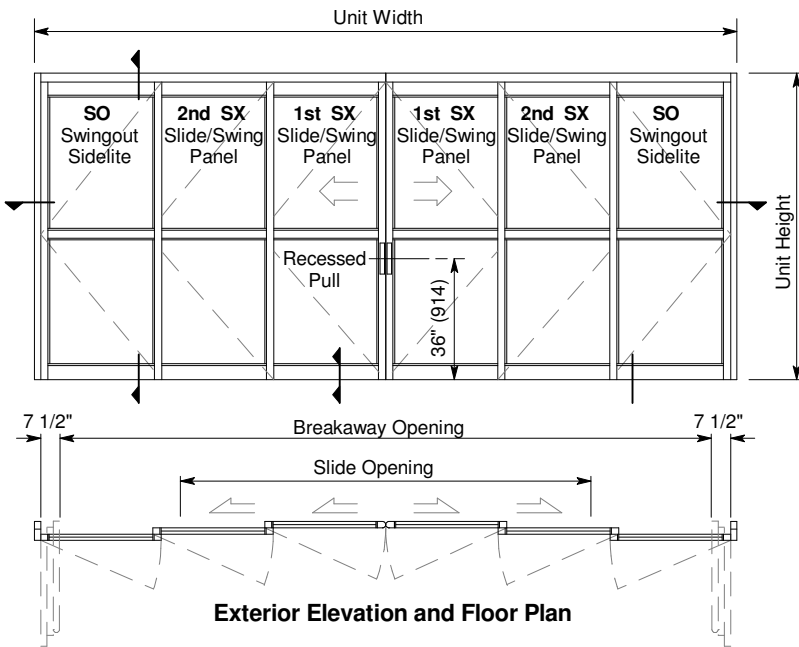 Unit Width
SO
Swingout
Sidelite
2nd SX
Slide/Swing
Panel
1st SX
Slide/Swing
Panel
1st SX
Slide/Swing
Panel
2nd SX
Slide/Swing
Panel
SO
Swingout
Sidelite
Unit Height
Recessed
Pull
36" (914)
7 1/2"
Breakaway Opening
7 1/2"
Slide Opening
Exterior Elevation and Floor Plan